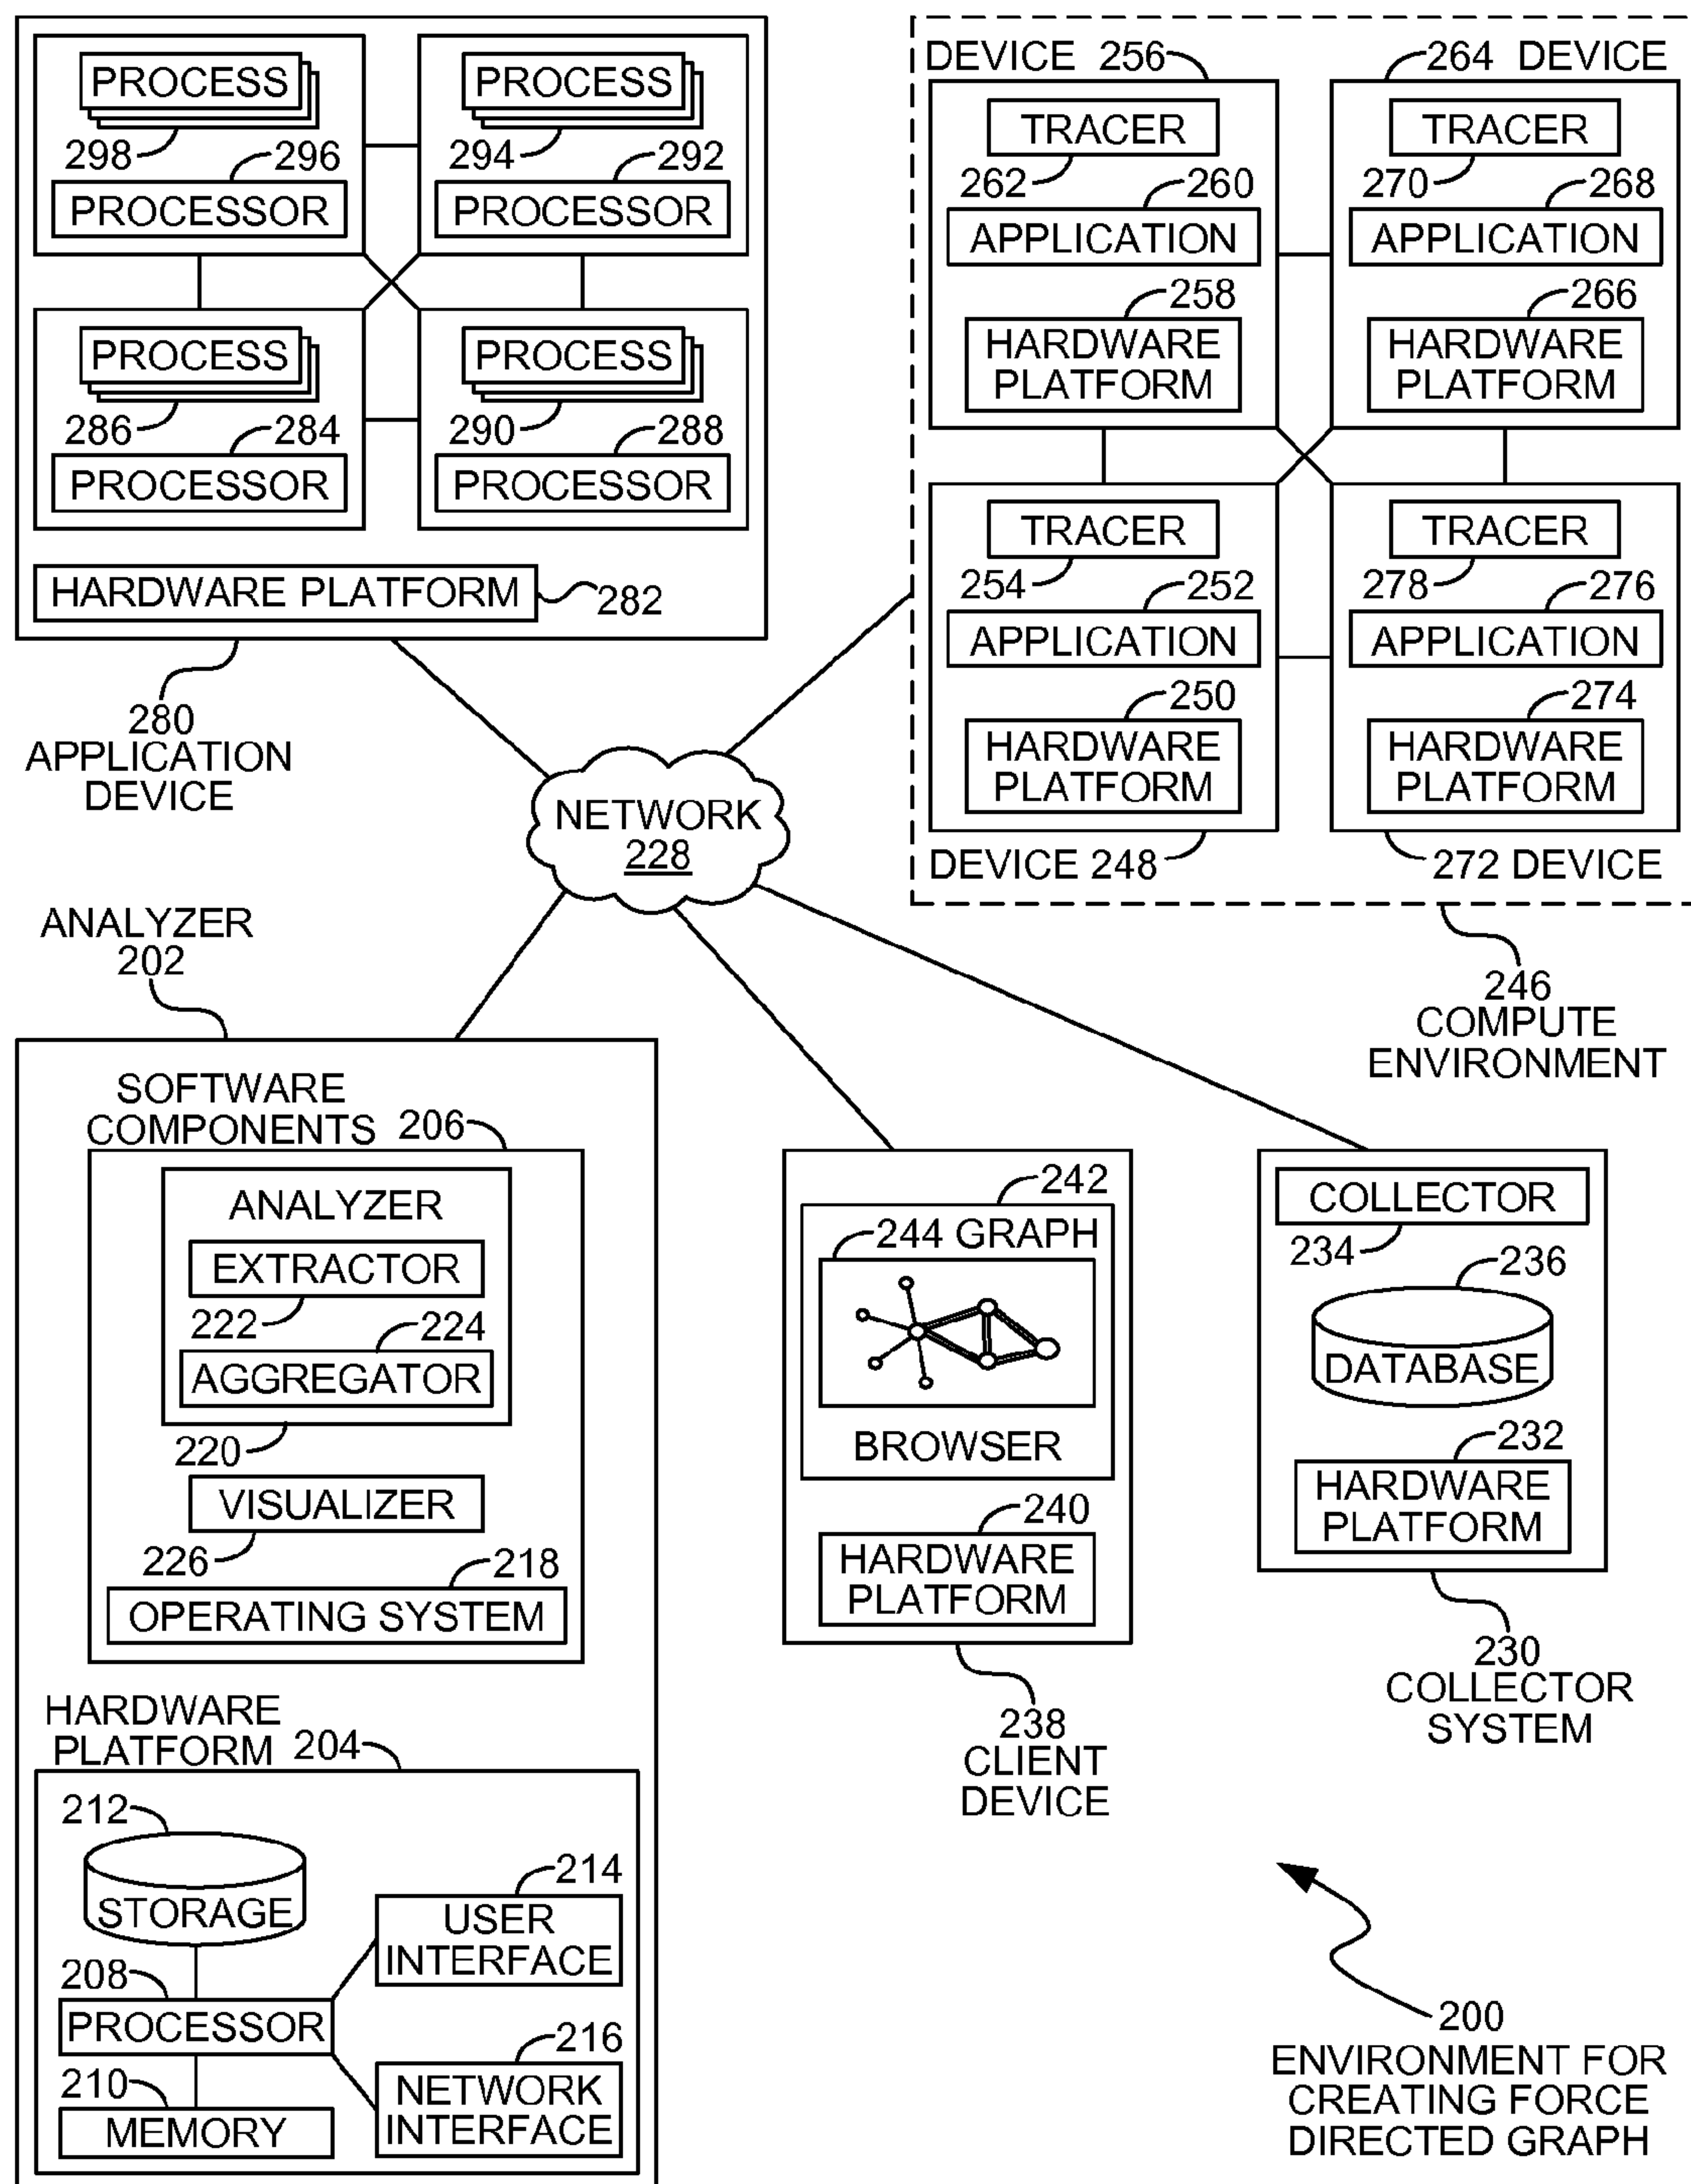 PROCESS
298
296
PROCESSOR
PROCESS
294
292
PROCESSOR
PROCESS
286
284
PROCESSOR
PROCESS
290
288
PROCESSOR
HARDWARE PLATFORM
282
280
APPLICATION
DEVICE
DEVICE 256
TRACER
262
260
APPLICATION
258
HARDWARE
PLATFORM
264 DEVICE
TRACER
270
268
APPLICATION
266
HARDWARE
PLATFORM
TRACER
254
252
APPLICATION
250
HARDWARE
PLATFORM
DEVICE 248
TRACER
278
276
APPLICATION
274
HARDWARE
PLATFORM
272 DEVICE
246
COMPUTE
ENVIRONMENT
NETWORK
228
ANALYZER
202
SOFTWARE
COMPONENTS 206
ANALYZER
EXTRACTOR
222
224
AGGREGATOR
220
VISUALIZER
226
218
OPERATING SYSTEM
HARDWARE
PLATFORM 204
212
STORAGE
214
USER
INTERFACE
208
PROCESSOR
216
NETWORK
INTERFACE
210
MEMORY
242
244 GRAPH
BROWSER
240
HARDWARE
PLATFORM
238
CLIENT
DEVICE
COLLECTOR
234
236
DATABASE
232
HARDWARE
PLATFORM
230
COLLECTOR
SYSTEM
200
ENVIRONMENT FOR
CREATING FORCE
DIRECTED GRAPH